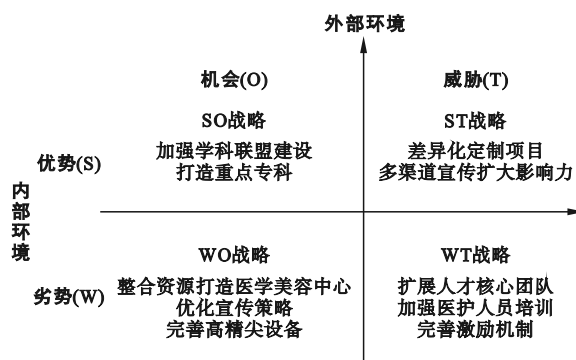 外部环境
机会(O)
威胁(T)
SO战略
加强学科联盟建设
打造重点专科
ST战略
差异化定制项目
多渠道宣传扩大影响力
优势(S)
内部环境
劣势(W)
WO战略
整合资源打造医学美容中心
优化宣传策略
完善高精尖设备
WT战略
扩展人才核心团队
加强医护人员培训
完善激励机制